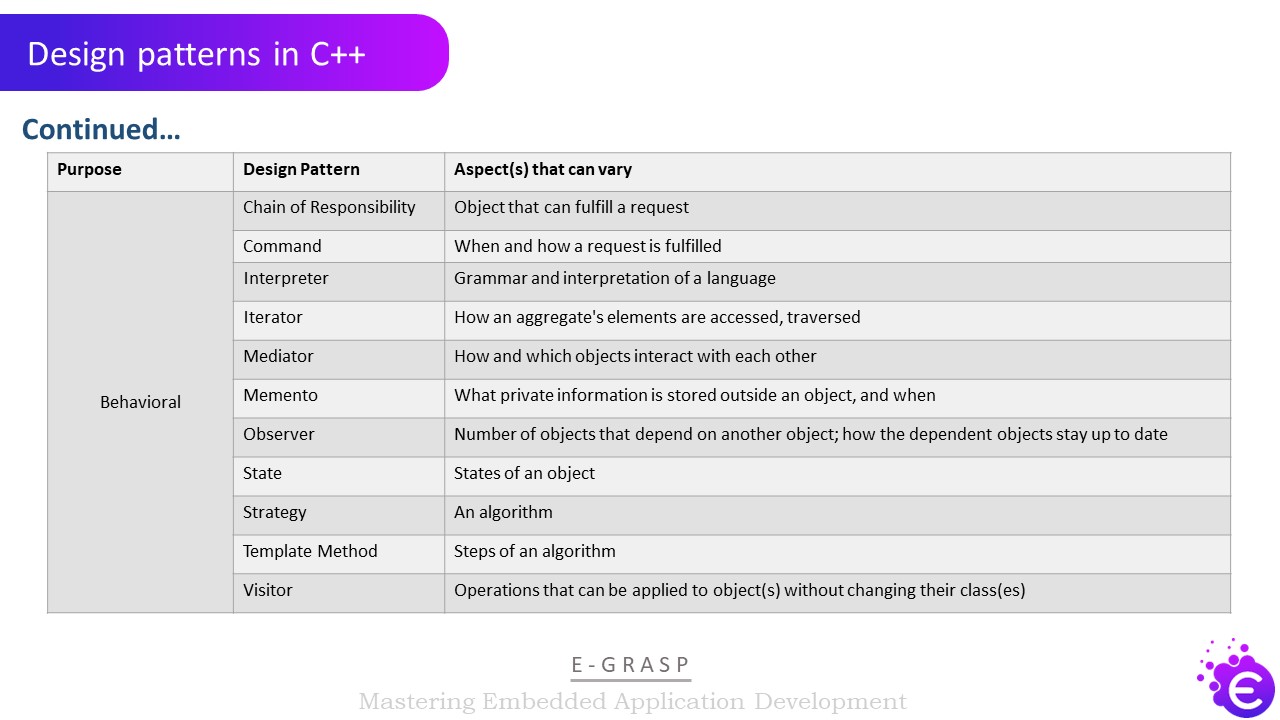 Design patterns in C++
Continued…
Purpose Design Pattern Aspect(s) that can vary
Behavioral
Chain of Responsibility Object that can fulfill a request
Command When and how a request is fulfilled
Interpreter Grammar and interpretation of a language
Iterator How an aggregate's elements are accessed, traversed
Mediator How and which objects interact with each other
Memento What private information is stored outside an object, and when
Observer Number of objects that depend on another object; how the dependent objects stay up to date
State States of an object
Strategy An algorithm
Template Method Steps of an algorithm
Visitor Operations that can be applied to object(s) without changing their class(es)
E-GRASP
Mastering Embedded Application Development
e